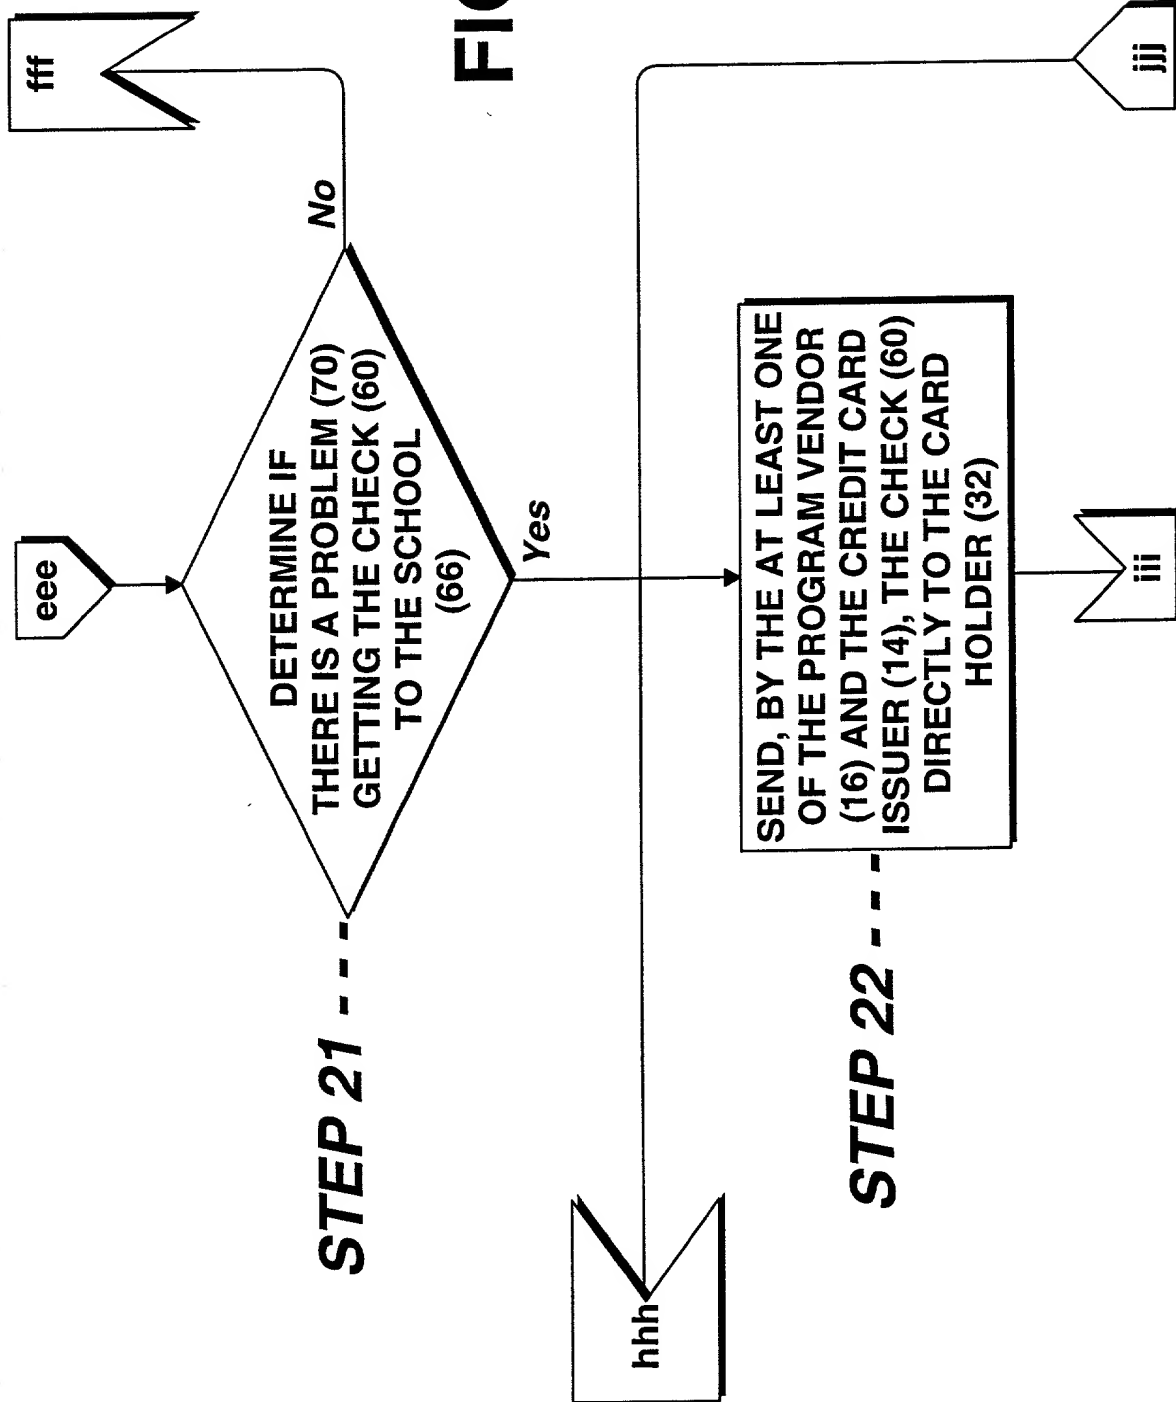 eee
fff
DETERMINE IF
THERE IS A PROBLEM (70)
GETTING THE CHECK (60)
TO THE SCHOOL
(66)
No
Yes
STEP 21 - - -
hhh
SEND, BY THE AT LEAST ONE
OF THE PROGRAM VENDOR
(16) AND THE CREDIT CARD
ISSUER (14), THE CHECK (60)
DIRECTLY TO THE CARD
HOLDER (32)
STEP 22 - - -
iii
jjj